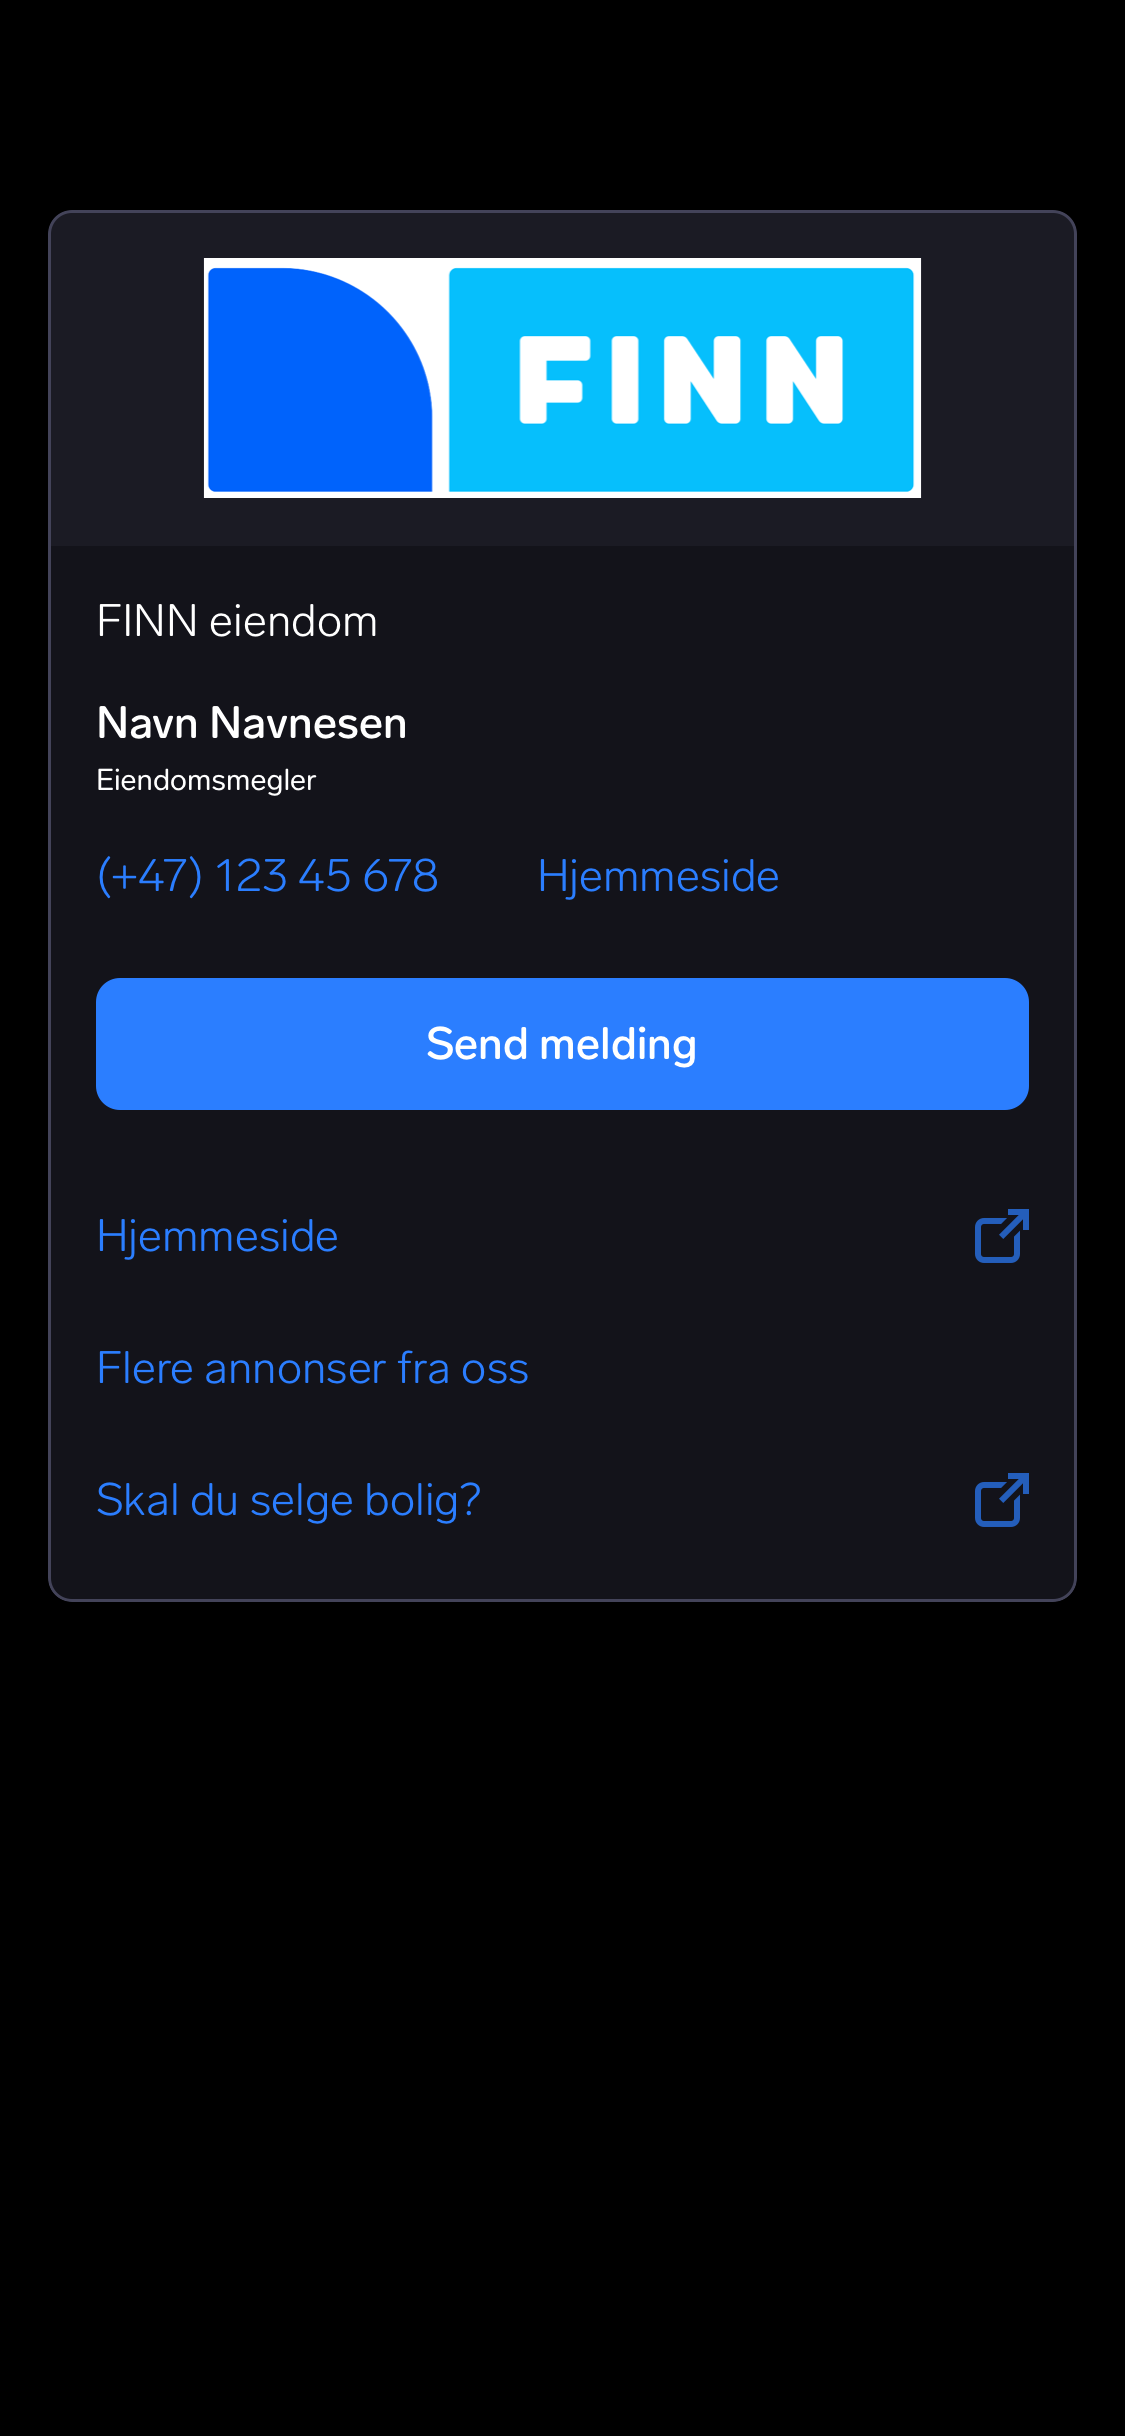 FINN
FINN eiendom
Navn Navnesen
Eiendomsmegler
(+47) 123 45 678 Hjemmeside
Send melding
Hjemmeside
Flere annonser fra oss
Skal du selge bolig?